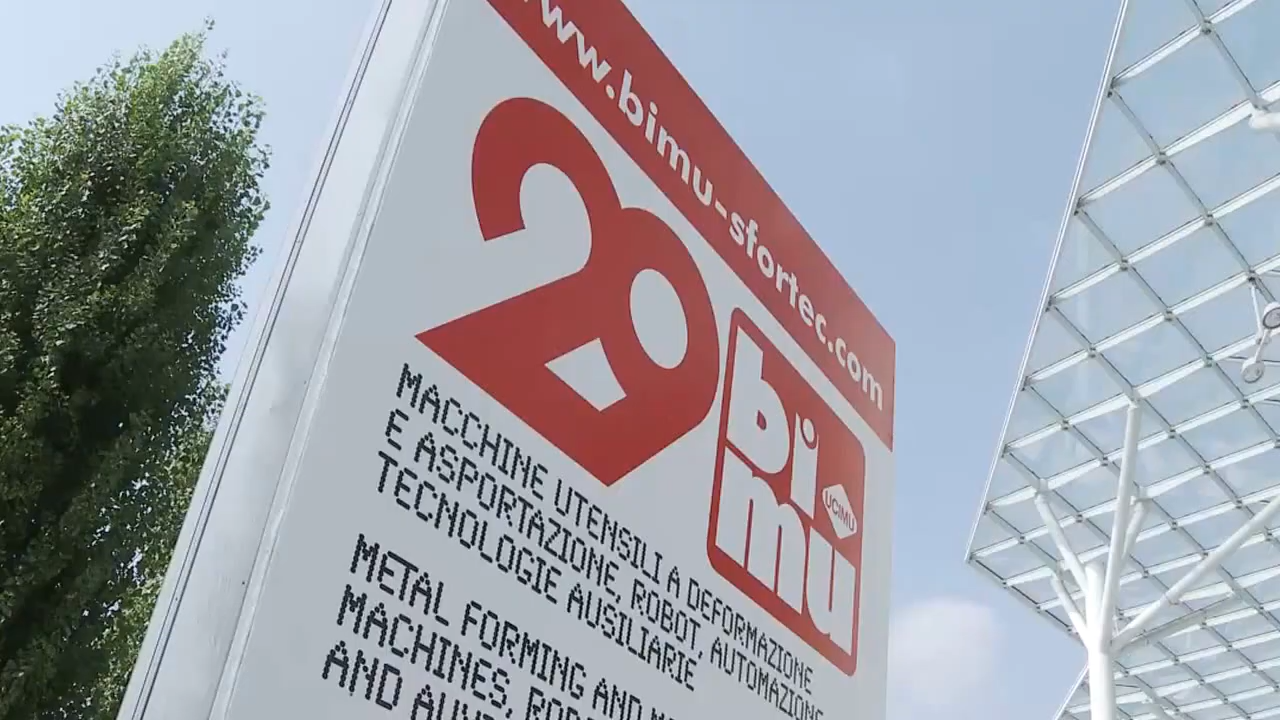 www.bimu-sfortec.com
29
bi
mu
UCIMU
MACCHINE UTENSILI A DEFORMAZIONE
E ASPORTAZIONE, ROBOT, AUTOMAZIONE
TECNOLOGIE AUSILIARIE
METAL FORMING AND
MACHINES,
AND